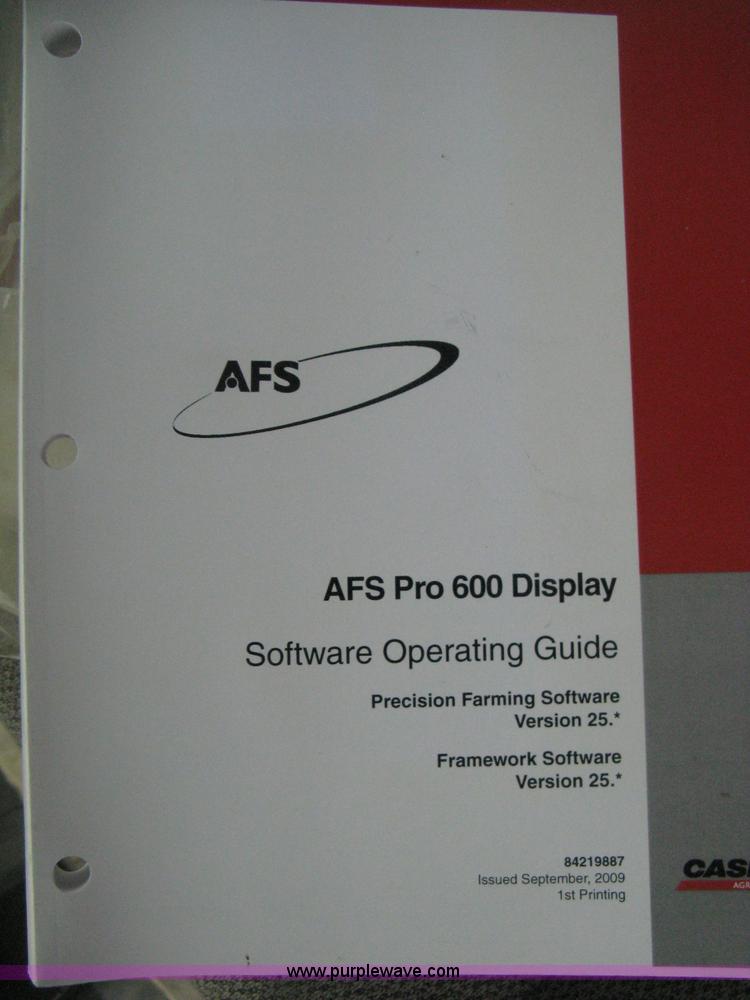 AFS
AFS Pro 600 Display
Software Operating Guide
Precision Farming Software
Version 25.*
Framework Software
Version 25.*
84219887
Issued September, 2009
1st Printing
CAS
AGR
www.purplewave.com